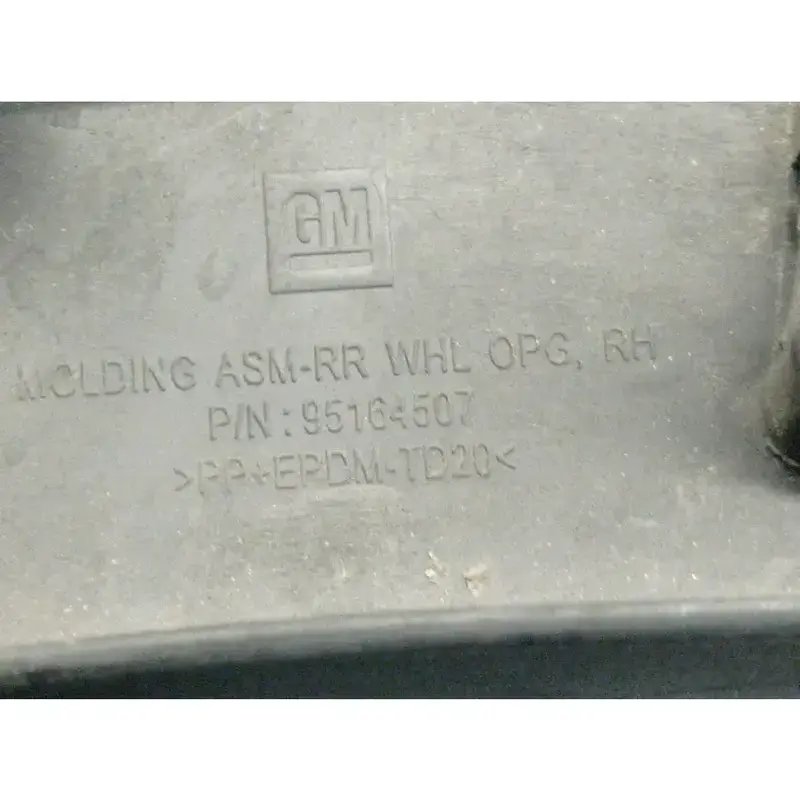 GM
MOLDING ASM-RR WHL OPG, RH
P/N : 95164507
>PP+EPDM-TD20<